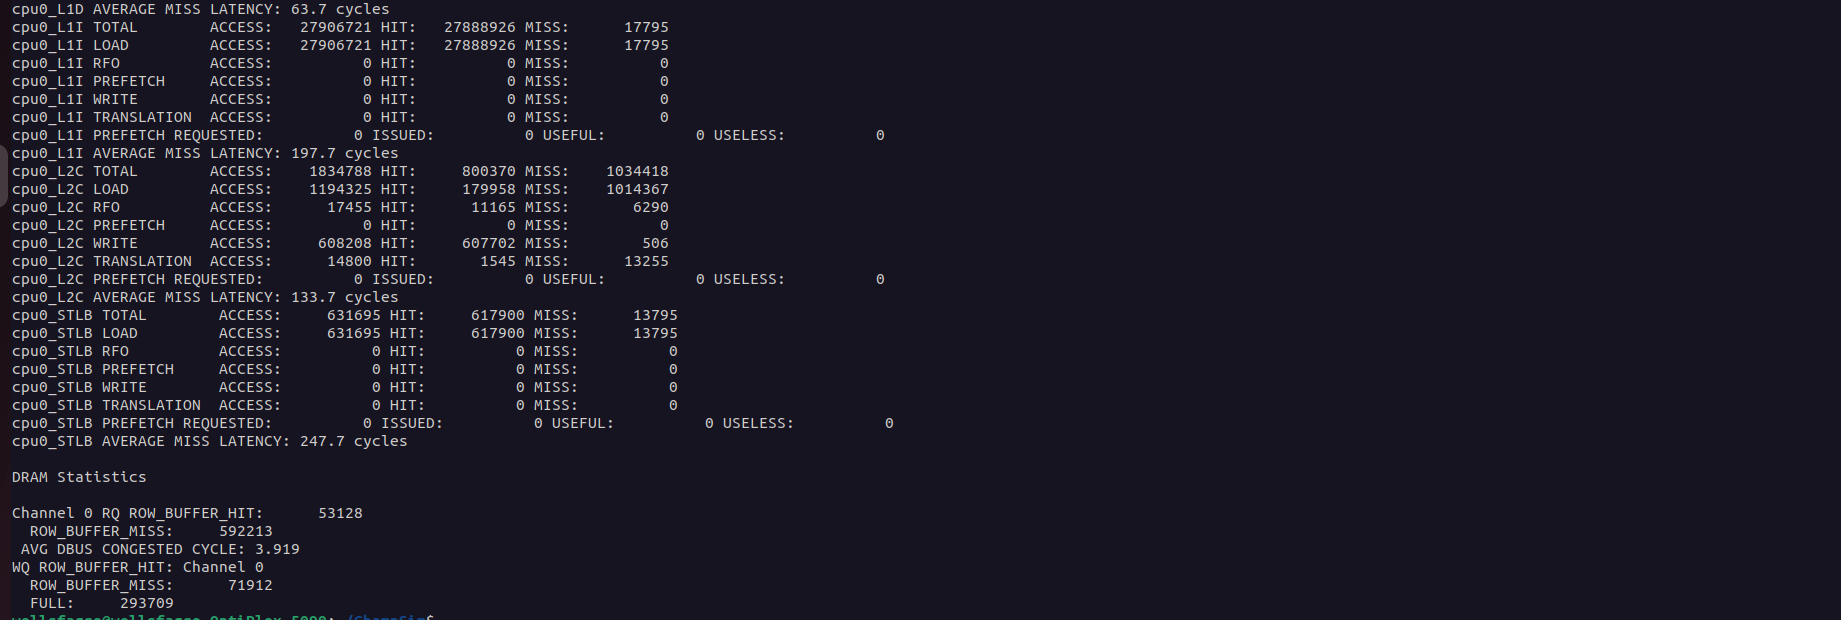 cpu0_L1D AVERAGE MISS LATENCY: 63.7 cycles
cpu0_L1I TOTAL        ACCESS:   27906721 HIT:   27888926 MISS:      17795
cpu0_L1I LOAD         ACCESS:   27906721 HIT:   27888926 MISS:      17795
cpu0_L1I RFO          ACCESS:          0 HIT:          0 MISS:          0
cpu0_L1I PREFETCH     ACCESS:          0 HIT:          0 MISS:          0
cpu0_L1I WRITE        ACCESS:          0 HIT:          0 MISS:          0
cpu0_L1I TRANSLATION  ACCESS:          0 HIT:          0 MISS:          0
cpu0_L1I PREFETCH REQUESTED:          0 ISSUED:          0 USEFUL:          0 USELESS:          0
cpu0_L1I AVERAGE MISS LATENCY: 197.7 cycles
cpu0_L2C TOTAL        ACCESS:    1834788 HIT:     800370 MISS:    1034418
cpu0_L2C LOAD         ACCESS:    1194325 HIT:     179958 MISS:    1014367
cpu0_L2C RFO          ACCESS:      17455 HIT:      11165 MISS:       6290
cpu0_L2C PREFETCH     ACCESS:          0 HIT:          0 MISS:          0
cpu0_L2C WRITE        ACCESS:     608208 HIT:     607702 MISS:        506
cpu0_L2C TRANSLATION  ACCESS:      14800 HIT:       1545 MISS:      13255
cpu0_L2C PREFETCH REQUESTED:          0 ISSUED:          0 USEFUL:          0 USELESS:          0
cpu0_L2C AVERAGE MISS LATENCY: 133.7 cycles
cpu0_STLB TOTAL        ACCESS:     631695 HIT:     617900 MISS:      13795
cpu0_STLB LOAD         ACCESS:     631695 HIT:     617900 MISS:      13795
cpu0_STLB RFO          ACCESS:          0 HIT:          0 MISS:          0
cpu0_STLB PREFETCH     ACCESS:          0 HIT:          0 MISS:          0
cpu0_STLB WRITE        ACCESS:          0 HIT:          0 MISS:          0
cpu0_STLB TRANSLATION  ACCESS:          0 HIT:          0 MISS:          0
cpu0_STLB PREFETCH REQUESTED:          0 ISSUED:          0 USEFUL:          0 USELESS:          0
cpu0_STLB AVERAGE MISS LATENCY: 247.7 cycles
DRAM Statistics
Channel 0 RQ ROW_BUFFER_HIT:      53128
ROW_BUFFER_MISS:     592213
AVG DBUS CONGESTED CYCLE: 3.919
WQ ROW_BUFFER_HIT: Channel 0
ROW_BUFFER_MISS:      71912
FULL:     293709